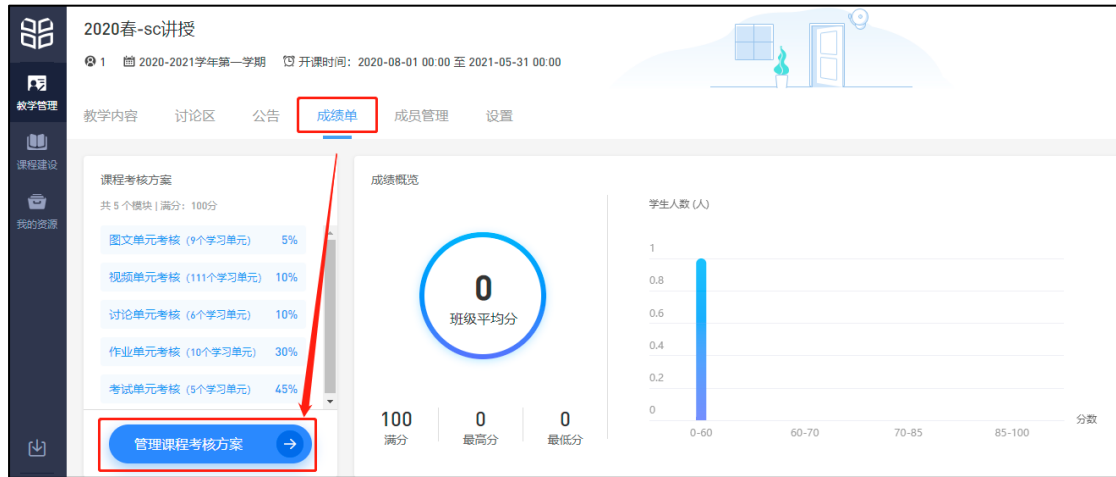 2020春-sc讲授
1 2020-2021学年第一学期 开课时间：2020-08-01 00:00 至 2021-05-31 00:00
教学管理
课程建设
我的资源
教学内容 讨论区 公告 成绩单 成员管理 设置
课程考核方案
共 5 个模块 | 满分：100分
图文单元考核 (9个学习单元) 5%
视频单元考核 (111个学习单元) 10%
讨论单元考核 (6个学习单元) 10%
作业单元考核 (10个学习单元) 30%
考试单元考核 (5个学习单元) 45%
管理课程考核方案
成绩概览
0
班级平均分
100 0 0
满分 最高分 最低分
学生人数 (人)
1
0.8
0.6
0.4
0.2
0
0-60 60-70 70-85 85-100
分数